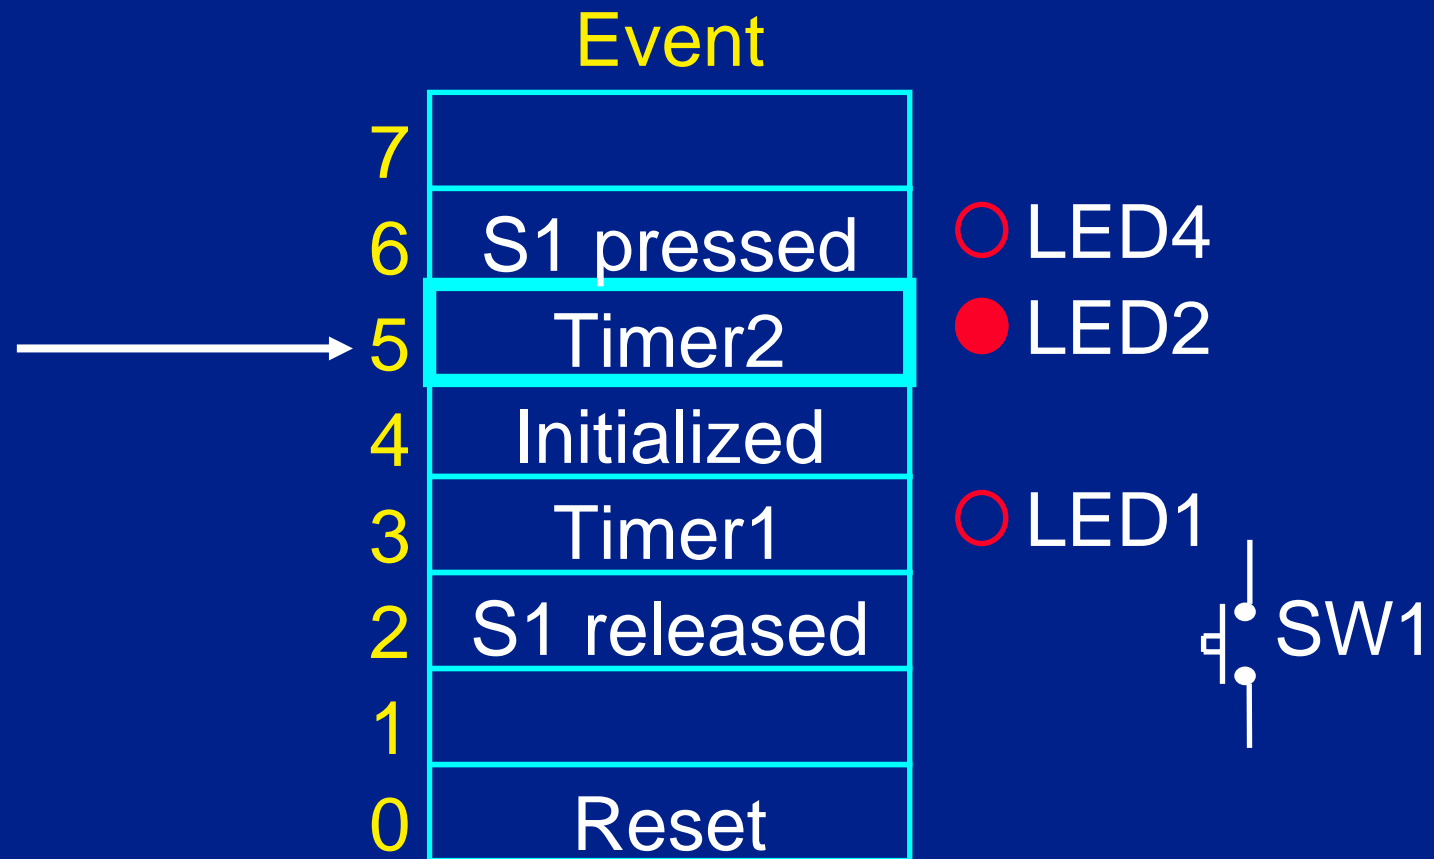 Event
7
6 S1 pressed LED4
5 Timer2 LED2
4 Initialized
3 Timer1 LED1
2 S1 released SW1
1
0 Reset